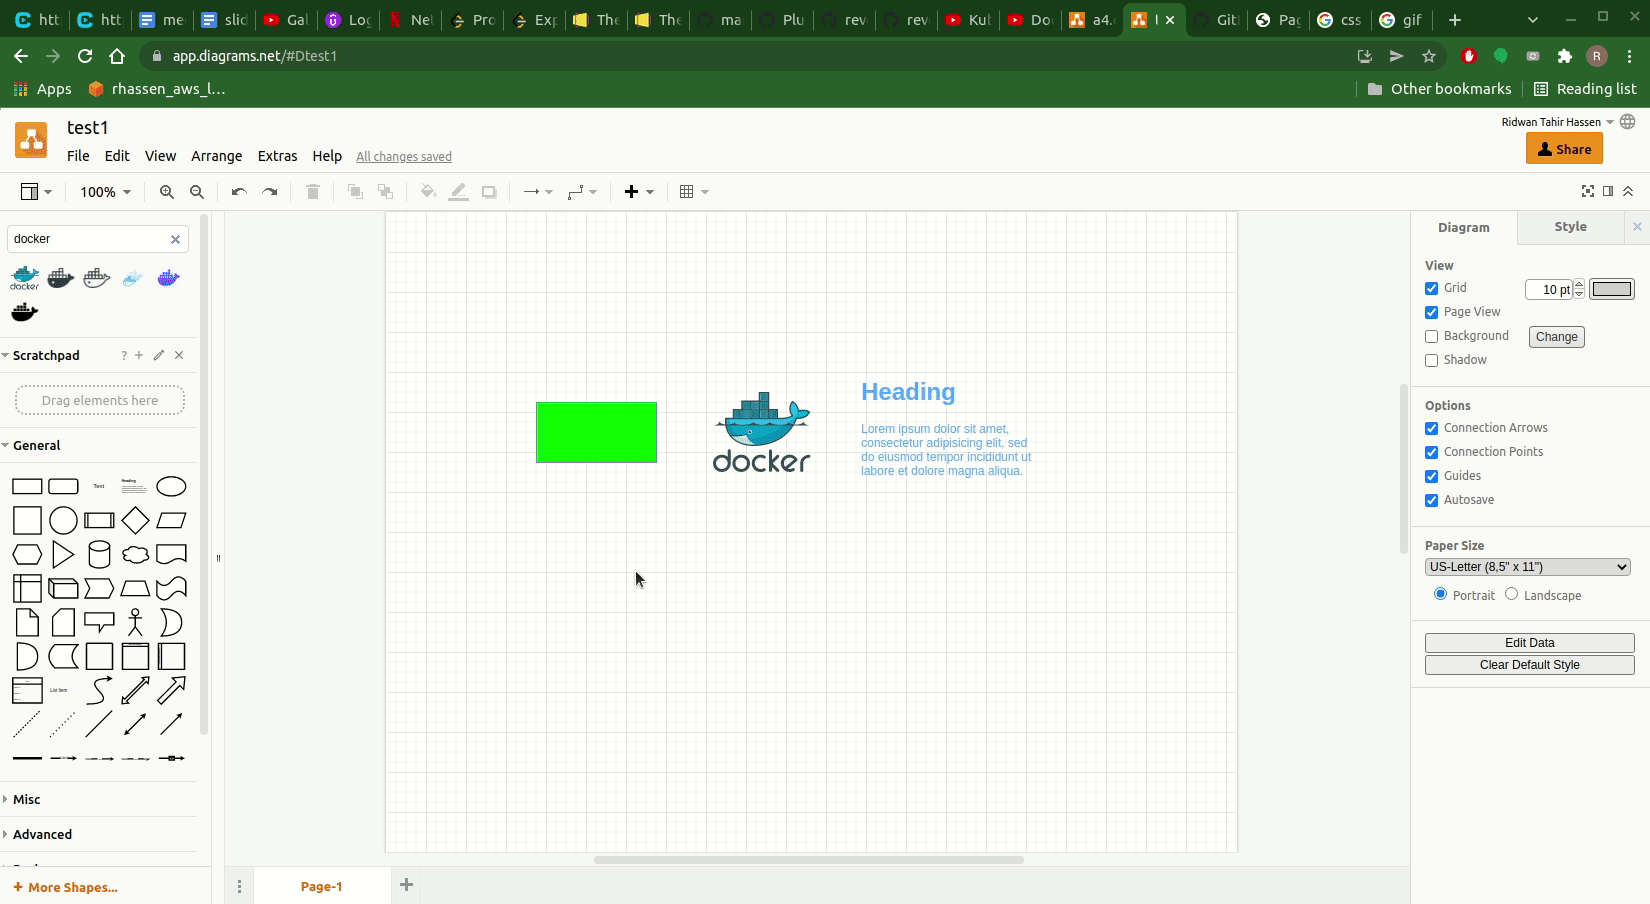 htt
htt
me
slid
Gal
Log
Net
Pro
Exp
The
The
ma
Plu
rev
rev
Kub
Do
a4.
Git
Pag
css
gif
app.diagrams.net/#Dtest1
R
Apps
rhassen_aws_l...
Other bookmarks
Reading list
test1
Ridwan Tahir Hassen
File Edit View Arrange Extras Help All changes saved
Share
100%
docker
docker
Scratchpad
?
Drag elements here
General
Text
Heading
List Item
Misc
Advanced
+ More Shapes...
Heading
Lorem ipsum dolor sit amet,
consectetur adipisicing elit, sed
do eiusmod tempor incididunt ut
labore et dolore magna aliqua.
docker
Page-1
Diagram
Style
View
Grid
10 pt
Page View
Background
Change
Shadow
Options
Connection Arrows
Connection Points
Guides
Autosave
Paper Size
US-Letter (8,5" x 11")
Portrait Landscape
Edit Data
Clear Default Style